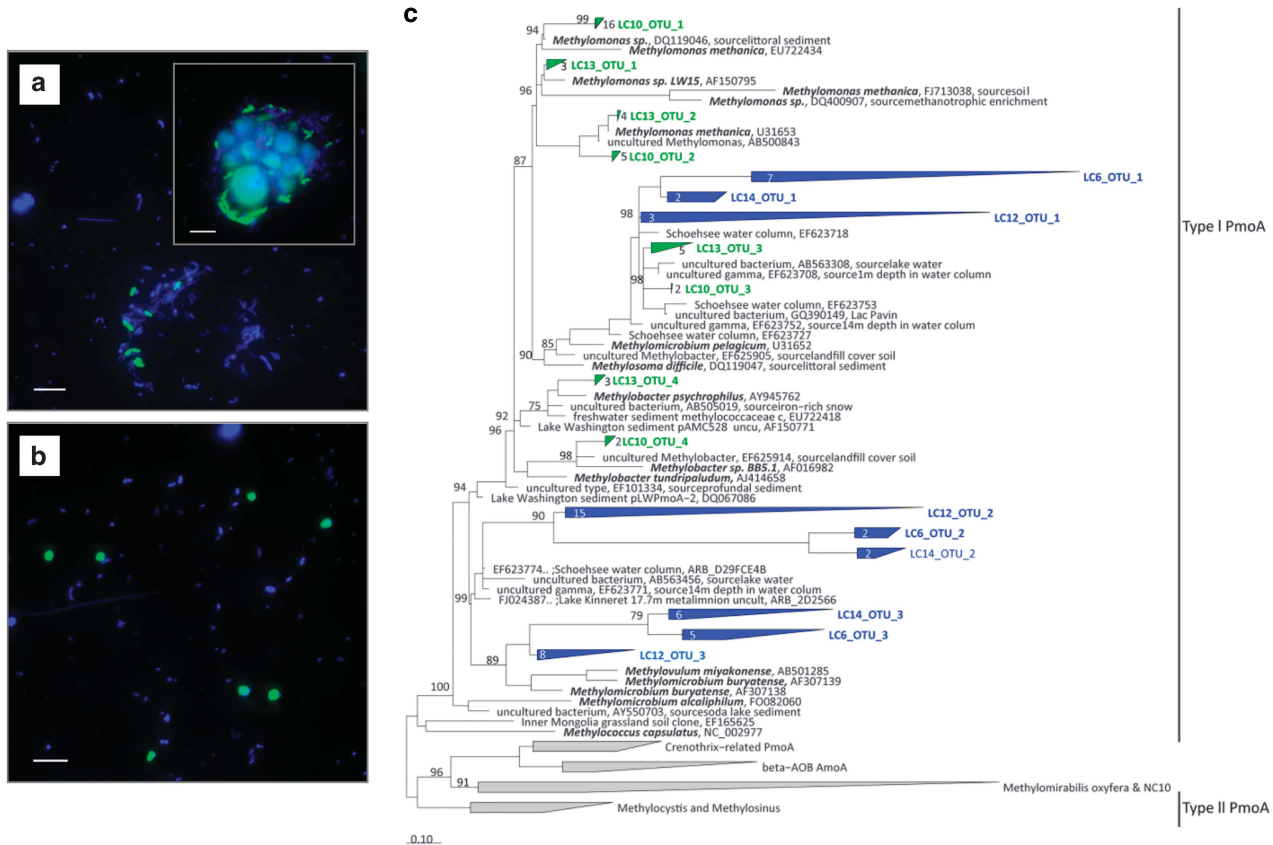 a
b
c
99 16 LC10_OTU_1
94
Methylomonas sp., DQ119046, sourcelittoral sediment
Methylomonas methanica, EU722434
3 LC13_OTU_1
Methylomonas sp. LW15, AF150795
96
Methylomonas methanica, FJ713038, sourcesoil
Methylomonas sp., DQ400907, sourcemethanotrophic enrichment
4 LC13_OTU_2
Methylomonas methanica, U31653
uncultured Methylomonas, AB500843
5 LC10_OTU_2
87
7 LC6_OTU_1
2 LC14_OTU_1
98 3 LC12_OTU_1
Schoehsee water column, EF623718
5 LC13_OTU_3
uncultured bacterium, AB563308, sourcelake water
uncultured gamma, EF623708, source1m depth in water column
98
2 LC10_OTU_3
Schoehsee water column, EF623753
uncultured bacterium, GQ390149, Lac Pavin
uncultured gamma, EF623752, source14m depth in water colum
Schoehsee water column, EF623727
85
Methylomicrobium pelagicum, U31652
90
uncultured Methylobacter, EF625905, sourcelandfill cover soil
Methylosoma difficile, DQ119047, sourcelittoral sediment
3 LC13_OTU_4
Methylobacter psychrophilus, AY945762
75
uncultured bacterium, AB505019, sourceiron−rich snow
92
freshwater sediment methylococcaceae c, EU722418
96
Lake Washington sediment pAMC528 uncu, AF150771
2 LC10_OTU_4
98
uncultured Methylobacter, EF625914, sourcelandfill cover soil
Methylobacter sp. BB5.1, AF016982
Methylobacter tundripaludum, AJ414658
94
uncultured type, EF101334, sourceprofundal sediment
Lake Washington sediment pLWPmoA−2, DQ067086
90 15 LC12_OTU_2
2 LC6_OTU_2
2 LC14_OTU_2
EF623774.. ;Schoehsee water column, ARB_D29FCE4B
uncultured bacterium, AB563456, sourcelake water
uncultured gamma, EF623771, source14m depth in water colum
99
FJ024387.. ;Lake Kinneret 17.7m metalimnion uncult, ARB_2D2566
79 6 LC14_OTU_3
5 LC6_OTU_3
8 LC12_OTU_3
89
Methylovulum miyakonense, AB501285
Methylomicrobium buryatense, AF307139
Methylomicrobium buryatense, AF307138
100
Methylomicrobium alcaliphilum, FO082060
uncultured bacterium, AY550703, sourcesoda lake sediment
Inner Mongolia grassland soil clone, EF165625
Methylococcus capsulatus, NC_002977
Crenothrix−related PmoA
beta−AOB AmoA
96
91
Methylomirabilis oxyfera & NC10
Methylocystis and Methylosinus
0.10
Type I PmoA
Type II PmoA